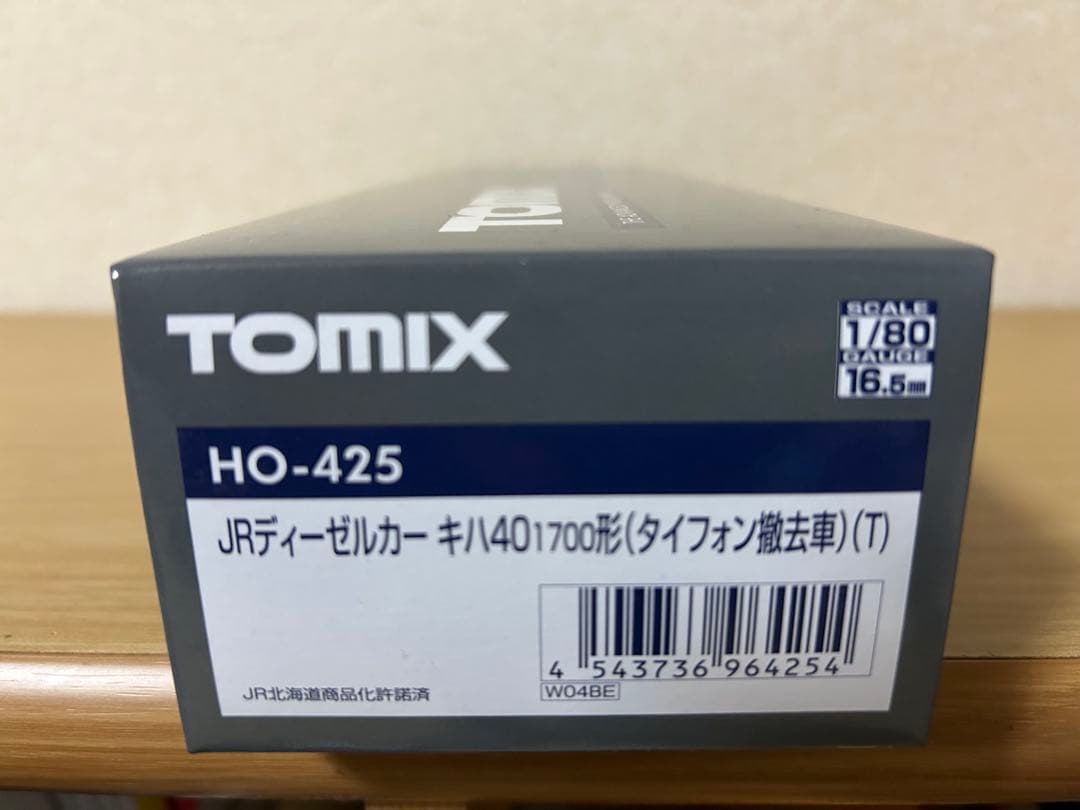 TOMIX
TOMIX
SCALE
1/80
GAUGE
16.5mm
HO-425
JRディーゼルカー キハ40 1700形(タイフォン撤去車)(T)
4 543736 964254
W04BE
JR北海道商品化許諾済